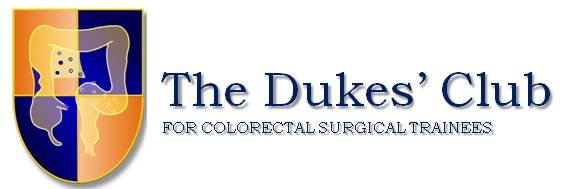 The Dukes’ Club
FOR COLORECTAL SURGICAL TRAINEES